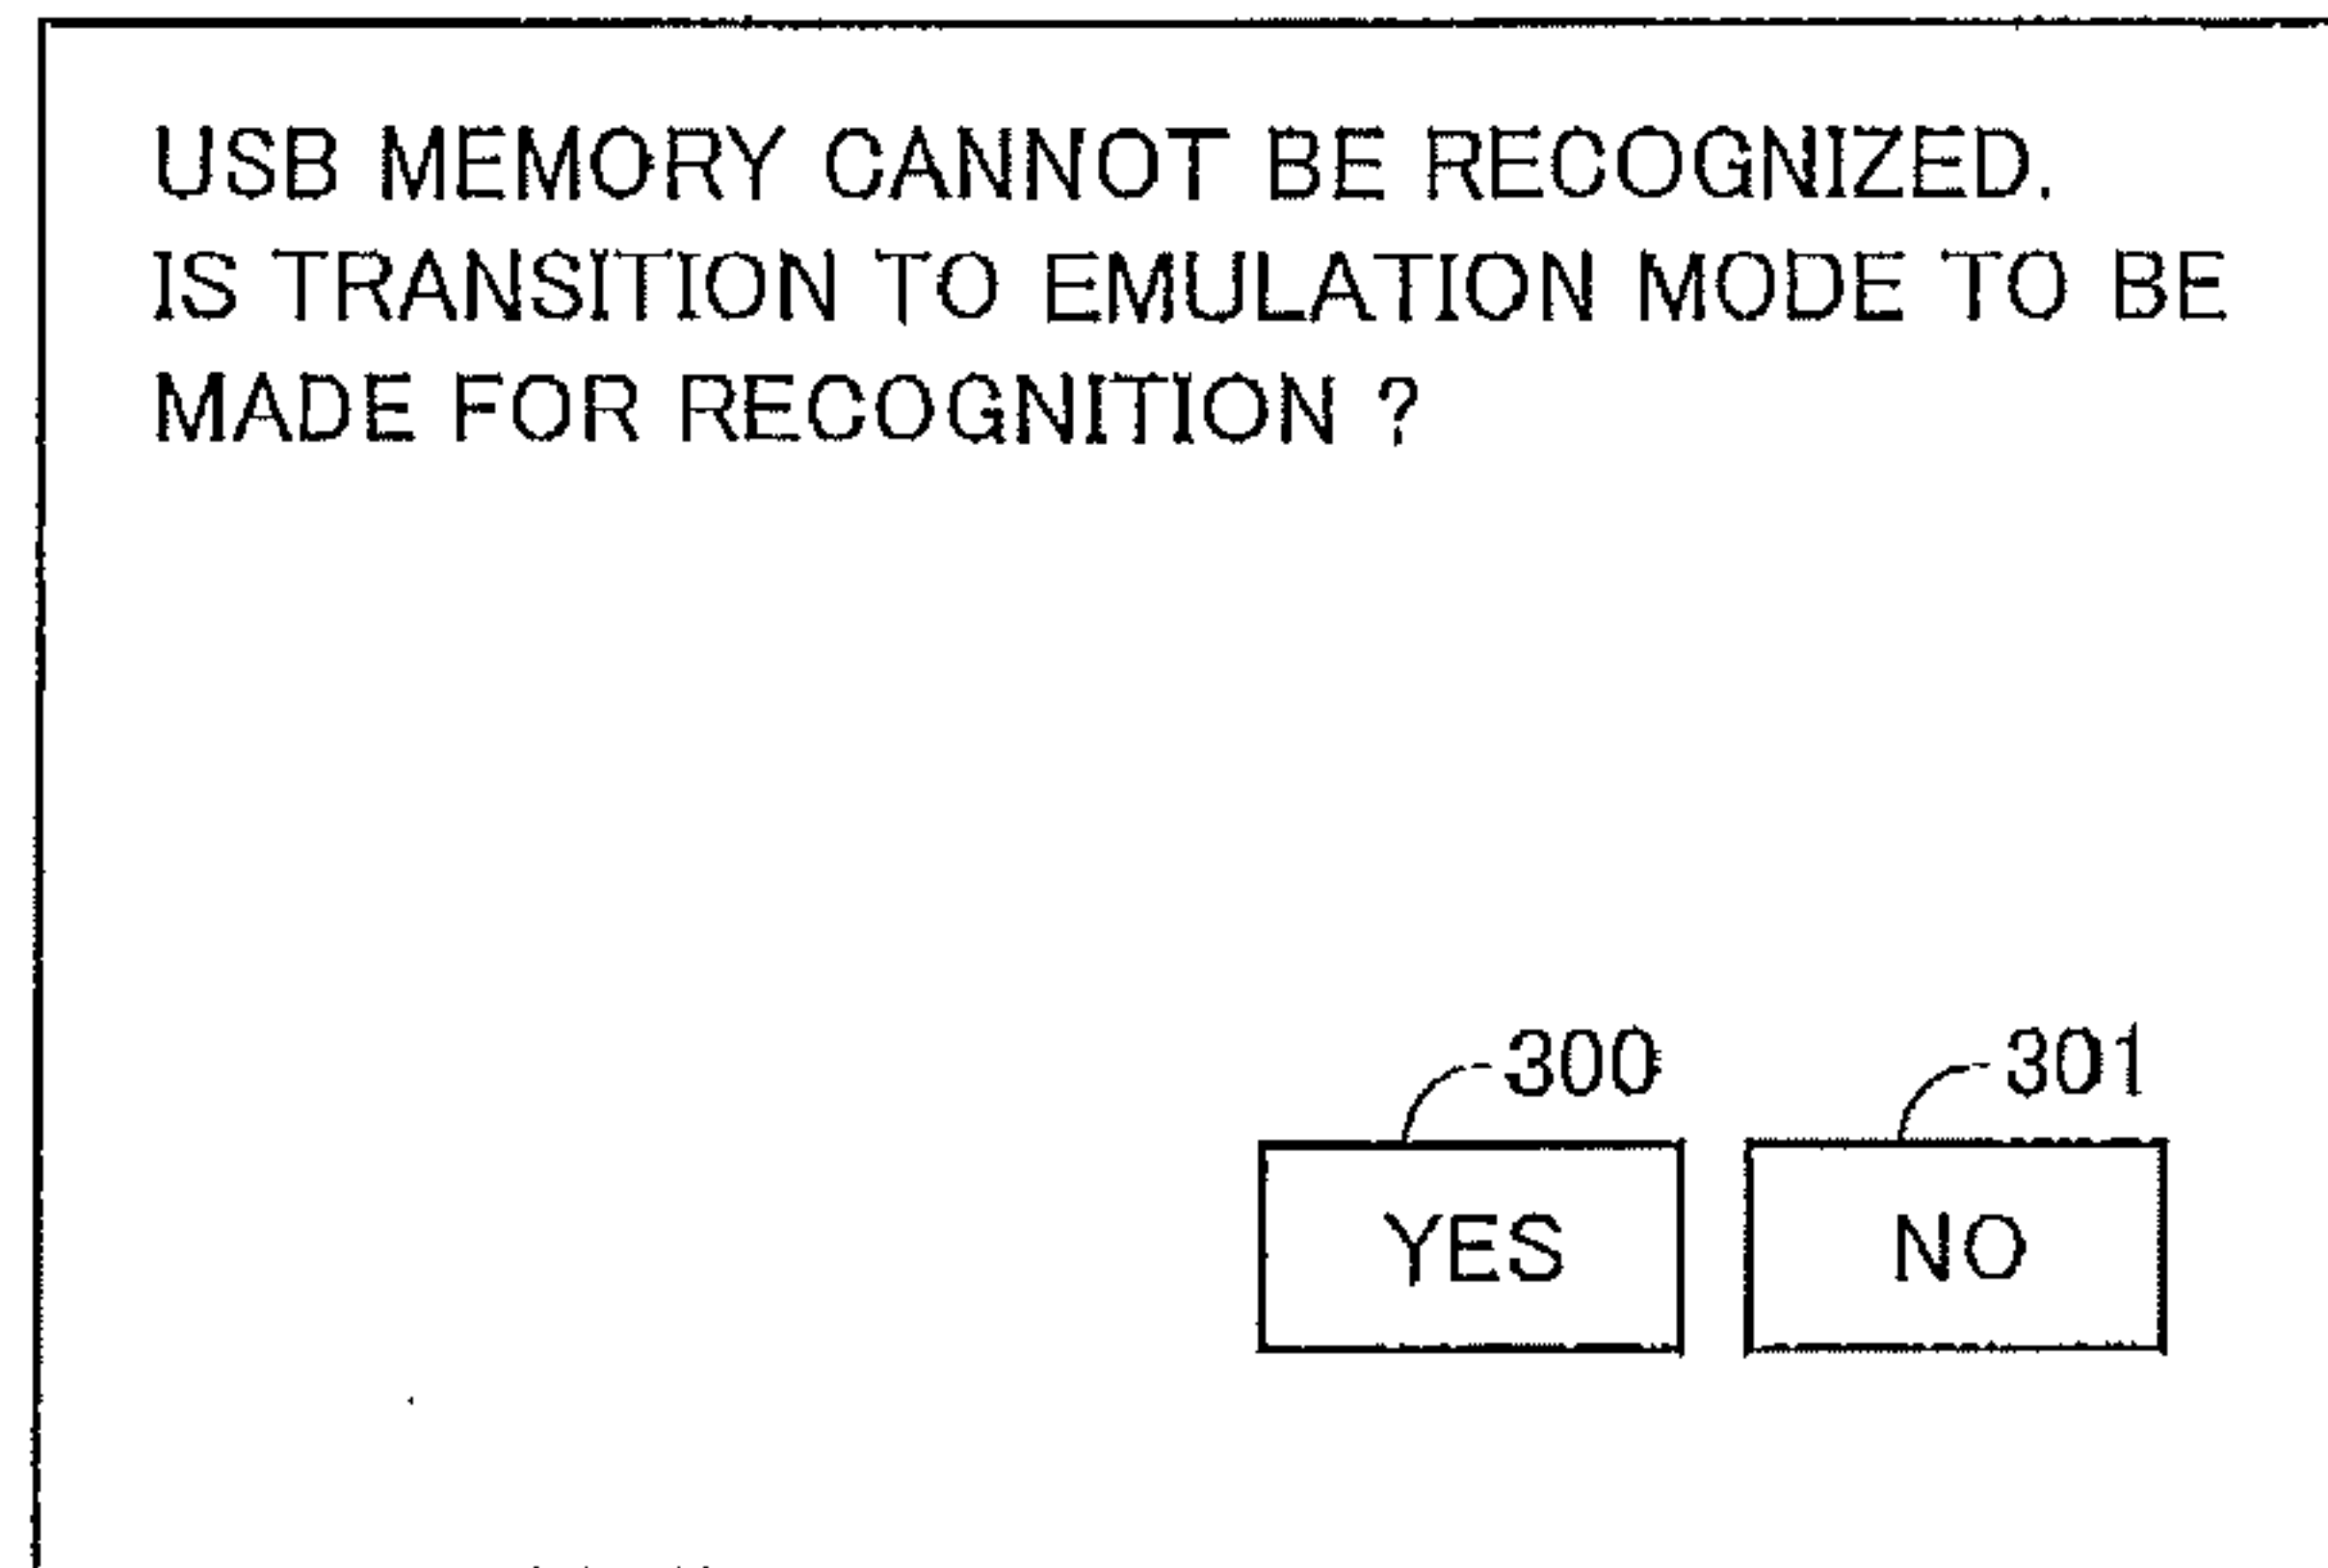 USB MEMORY CANNOT BE RECOGNIZED.
IS TRANSITION TO EMULATION MODE TO BE
MADE FOR RECOGNITION ?
300 301
YES NO